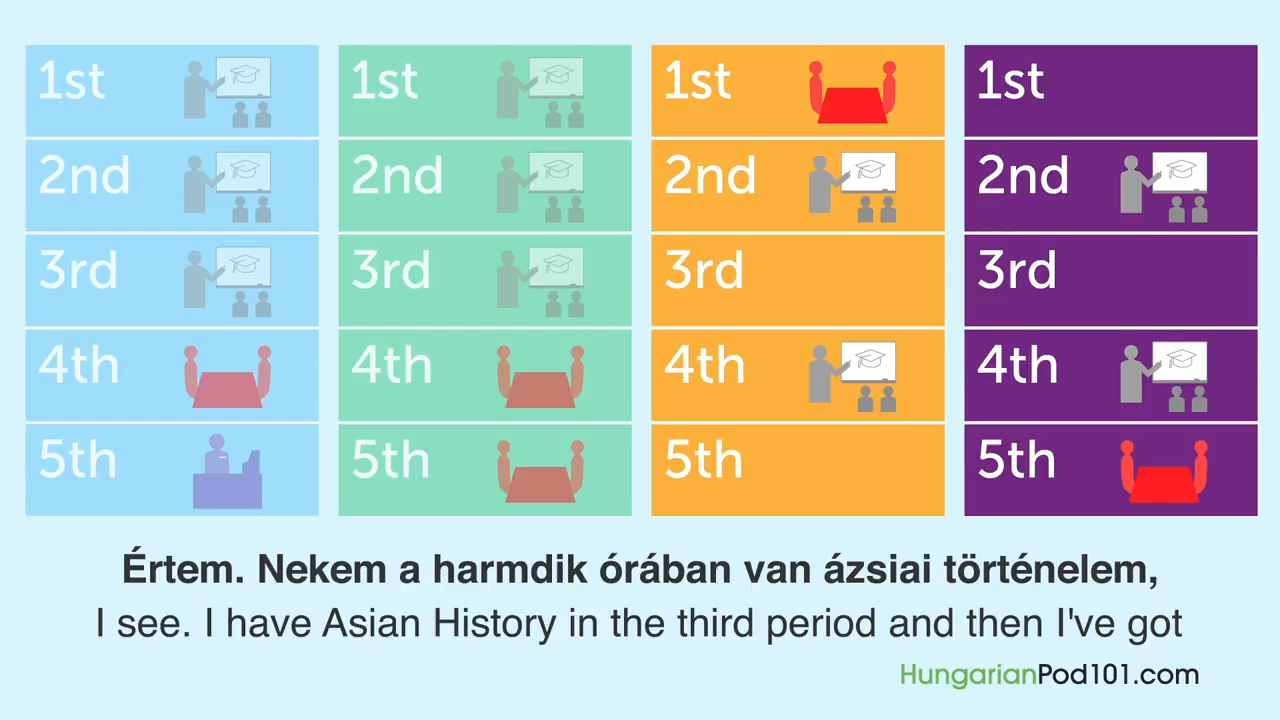 1st
2nd
3rd
4th
5th
1st
2nd
3rd
4th
5th
1st
2nd
3rd
4th
5th
1st
2nd
3rd
4th
5th
Értem. Nekem a harmdik órában van ázsiai történelem,
I see. I have Asian History in the third period and then I've got
HungarianPod101.com